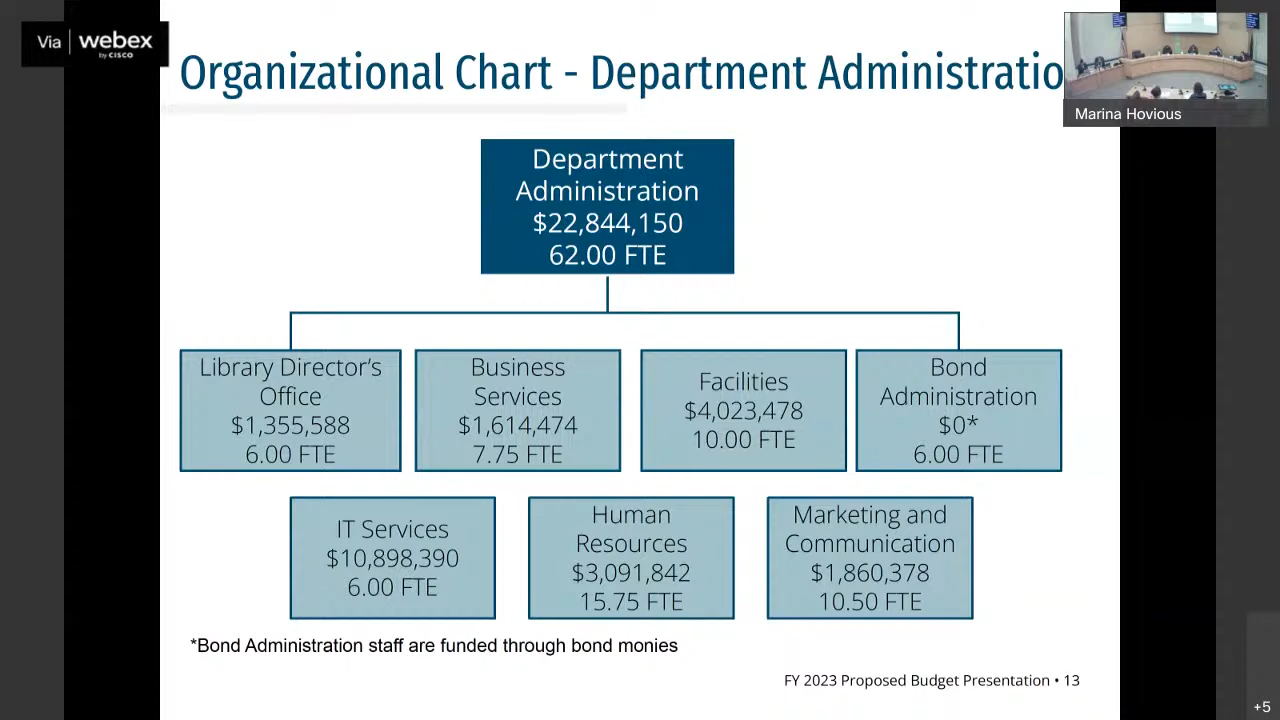 Via webex
by CISCO
Organizational Chart - Department Administratio
Marina Hovious
Department
Administration
$22,844,150
62.00 FTE
Library Director's
Office
$1,355,588
6.00 FTE
Business
Services
$1,614,474
7.75 FTE
Facilities
$4,023,478
10.00 FTE
Bond
Administration
$0*
6.00 FTE
IT Services
$10,898,390
6.00 FTE
Human
Resources
$3,091,842
15.75 FTE
Marketing and
Communication
$1,860,378
10.50 FTE
*Bond Administration staff are funded through bond monies
FY 2023 Proposed Budget Presentation • 13
+5